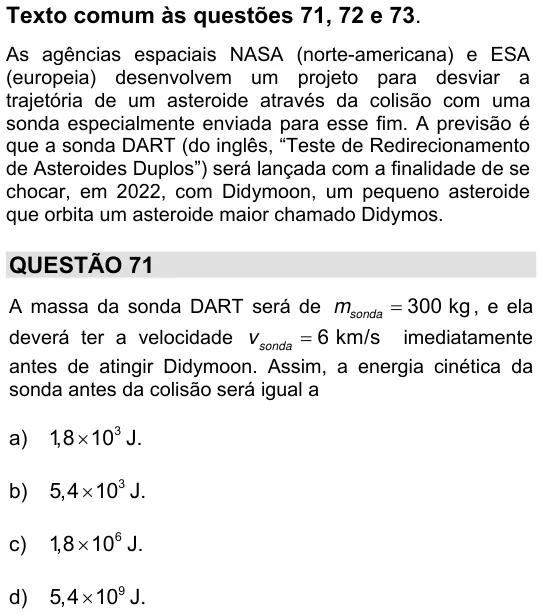 Texto comum às questões 71, 72 e 73.
As agências espaciais NASA (norte-americana) e ESA
(europeia) desenvolvem um projeto para desviar a
trajetória de um asteroide através da colisão com uma
sonda especialmente enviada para esse fim. A previsão é
que a sonda DART (do inglês, “Teste de Redirecionamento
de Asteroides Duplos”) será lançada com a finalidade de se
chocar, em 2022, com Didymoon, um pequeno asteroide
que orbita um asteroide maior chamado Didymos.
QUESTÃO 71
A massa da sonda DART será de m_sonda = 300 kg, e ela
deverá ter a velocidade v_sonda = 6 km/s imediatamente
antes de atingir Didymoon. Assim, a energia cinética da
sonda antes da colisão será igual a
a) 1,8×10³ J.
b) 5,4×10³ J.
c) 1,8×10⁶ J.
d) 5,4×10⁹ J.